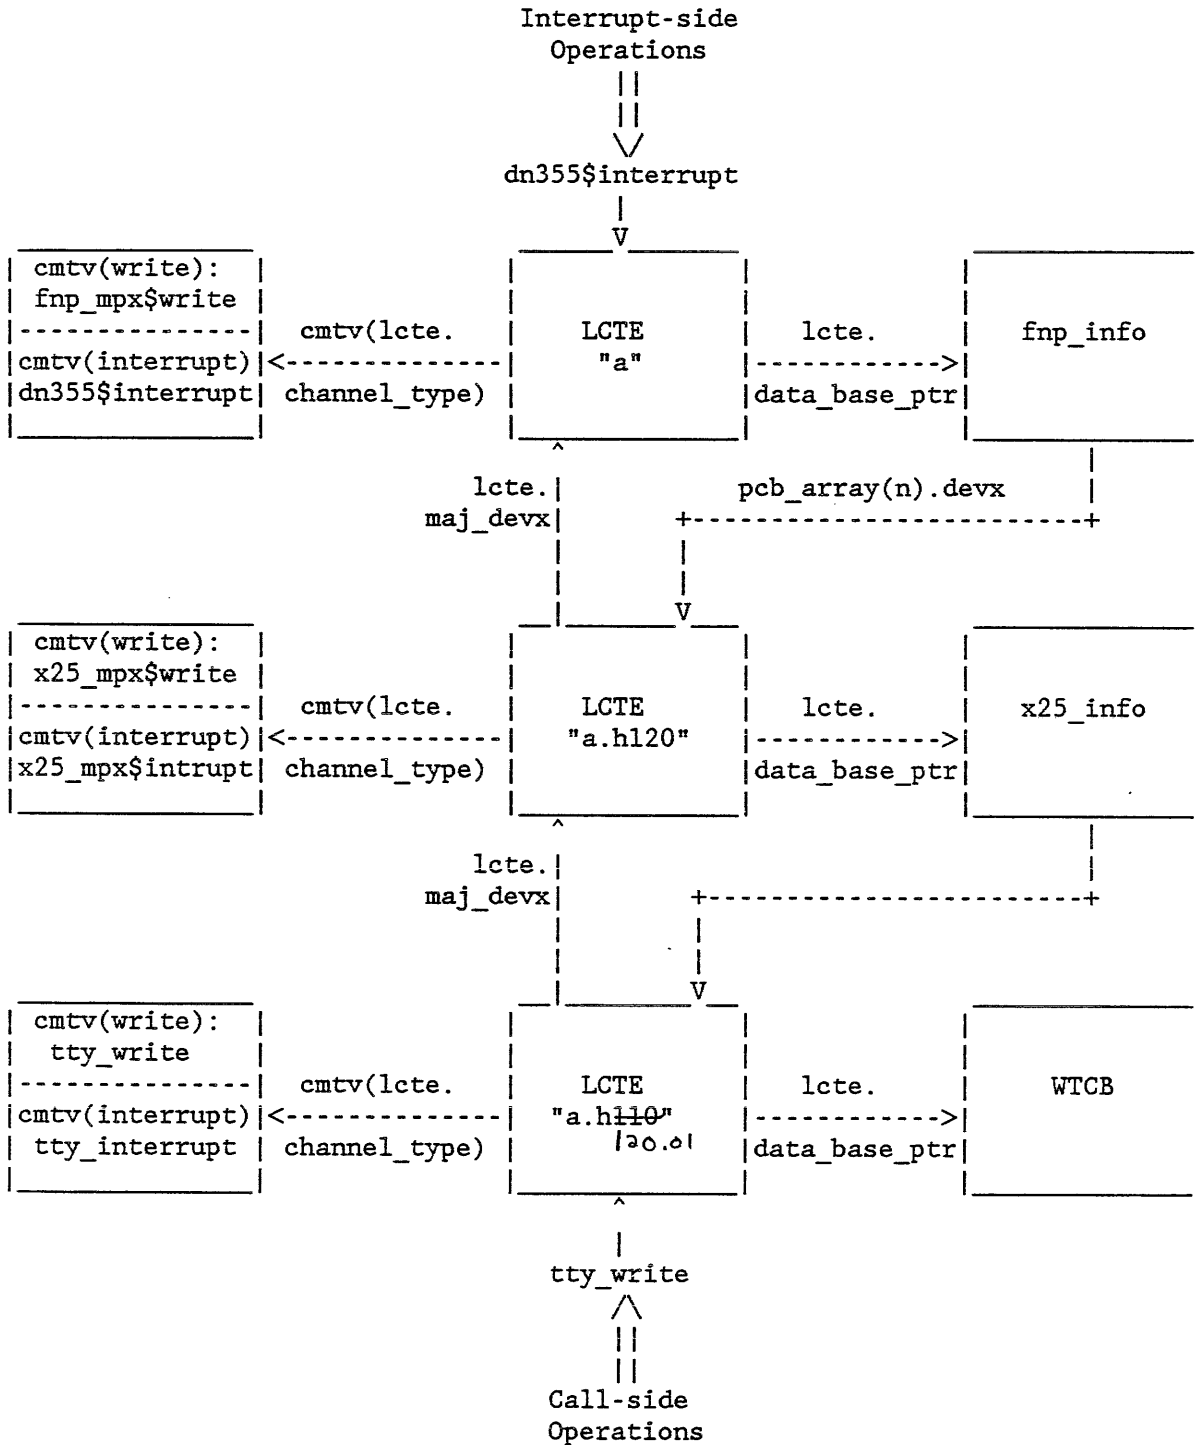 Interrupt-side
Operations
dn355$interrupt
cmtv(write):
fnp_mpx$write
cmtv(lcte. LCTE lcte. fnp_info
cmtv(interrupt) "a"
dn355$interrupt channel_type) data_base_ptr
lcte. pcb_array(n).devx
maj_devx
cmtv(write):
x25_mpx$write
cmtv(lcte. LCTE lcte. x25_info
cmtv(interrupt) "a.h120"
x25_mpx$intrupt channel_type) data_base_ptr
lcte.
maj_devx
cmtv(write):
tty_write
cmtv(lcte. LCTE lcte. WTCB
cmtv(interrupt) "a.h110"
tty_interrupt channel_type) 120.01 data_base_ptr
tty_write
Call-side
Operations